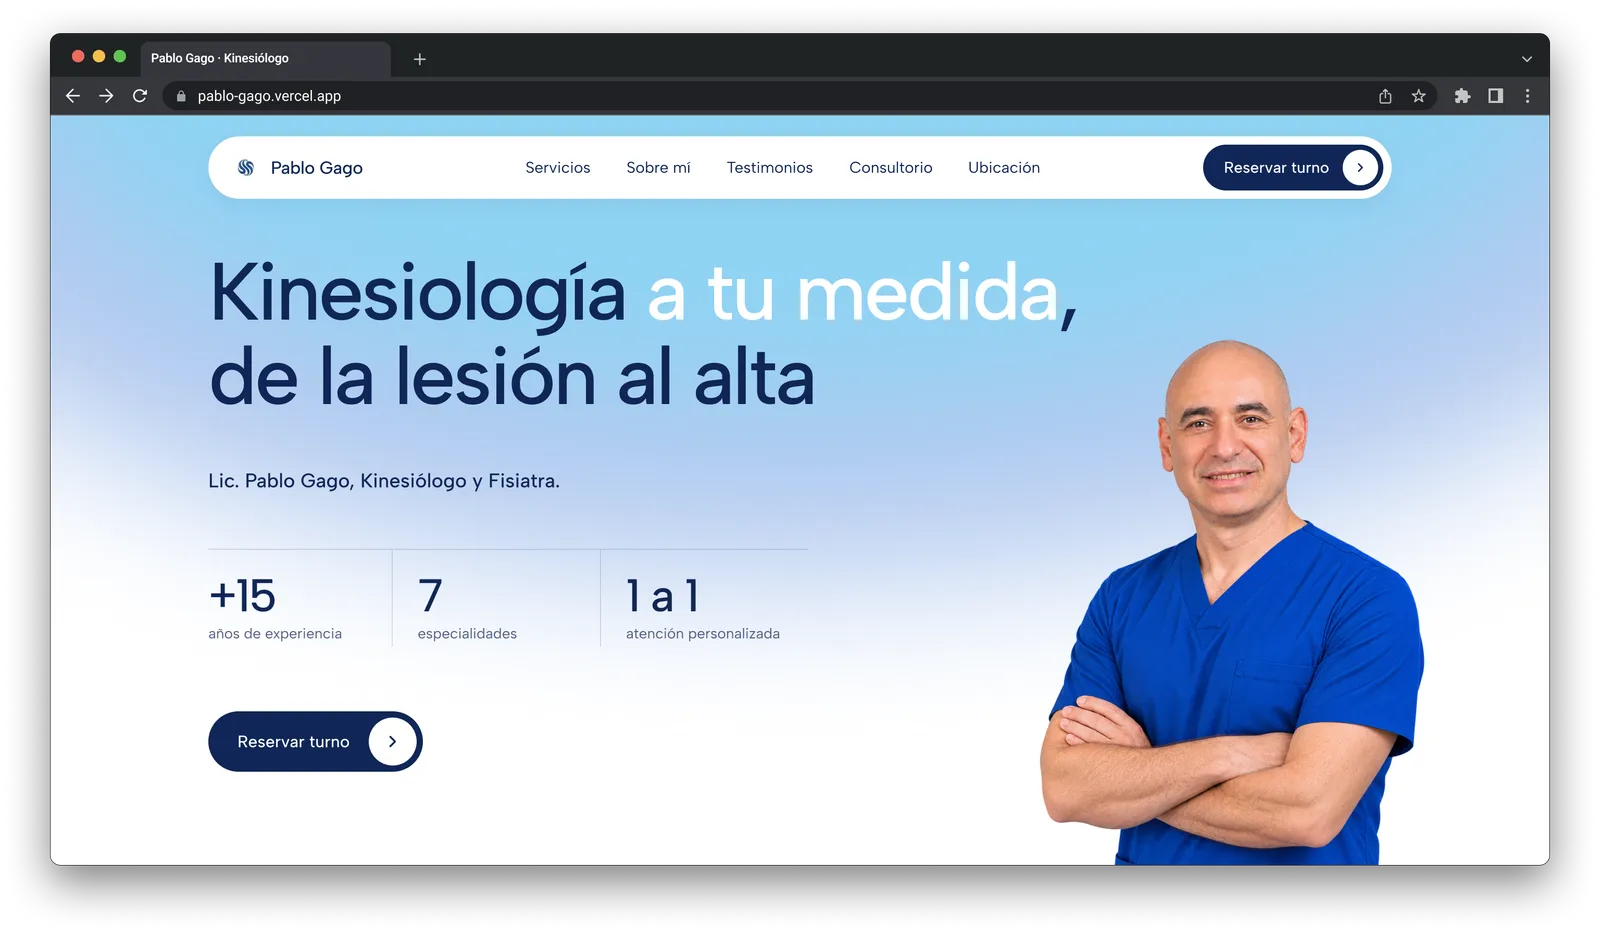 Pablo Gago · Kinesiólogo
pablo-gago.vercel.app
Pablo Gago
Servicios
Sobre mí
Testimonios
Consultorio
Ubicación
Reservar turno
Kinesiología a tu medida,
de la lesión al alta
Lic. Pablo Gago, Kinesiólogo y Fisiatra.
+15
años de experiencia
7
especialidades
1 a 1
atención personalizada
Reservar turno